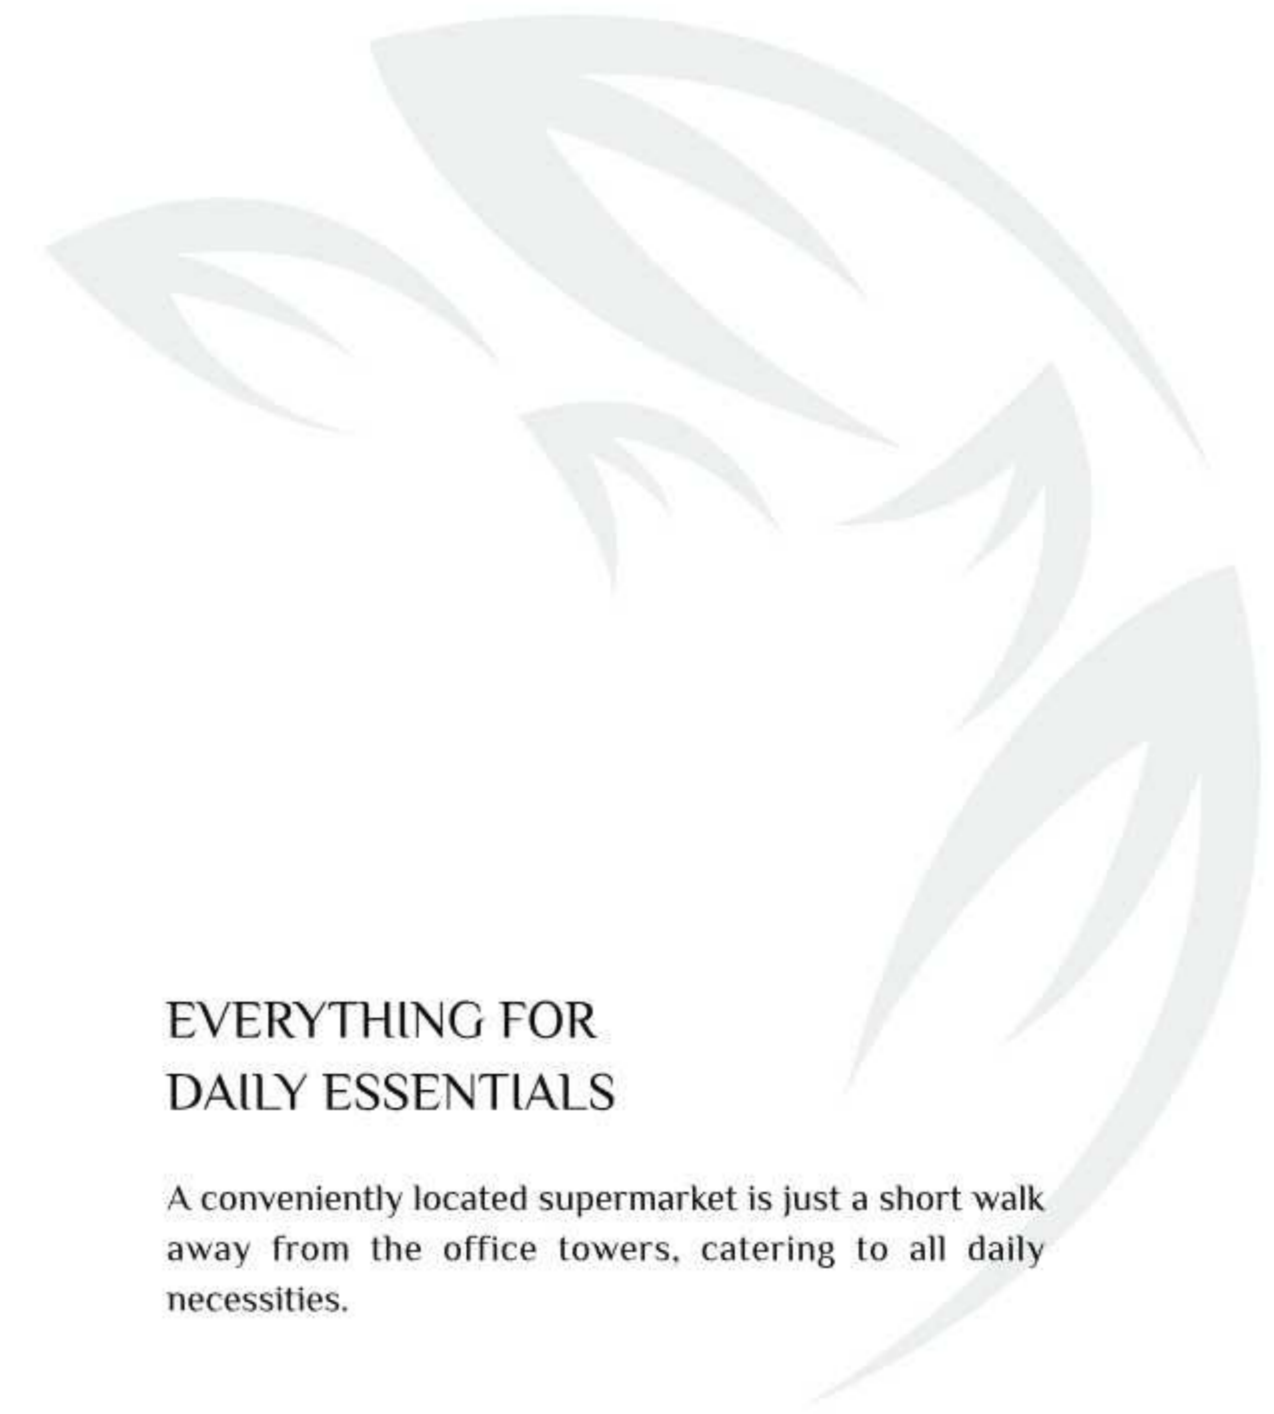 EVERYTHING FOR
DAILY ESSENTIALS
A conveniently located supermarket is just a short walk
away from the office towers, catering to all daily
necessities.